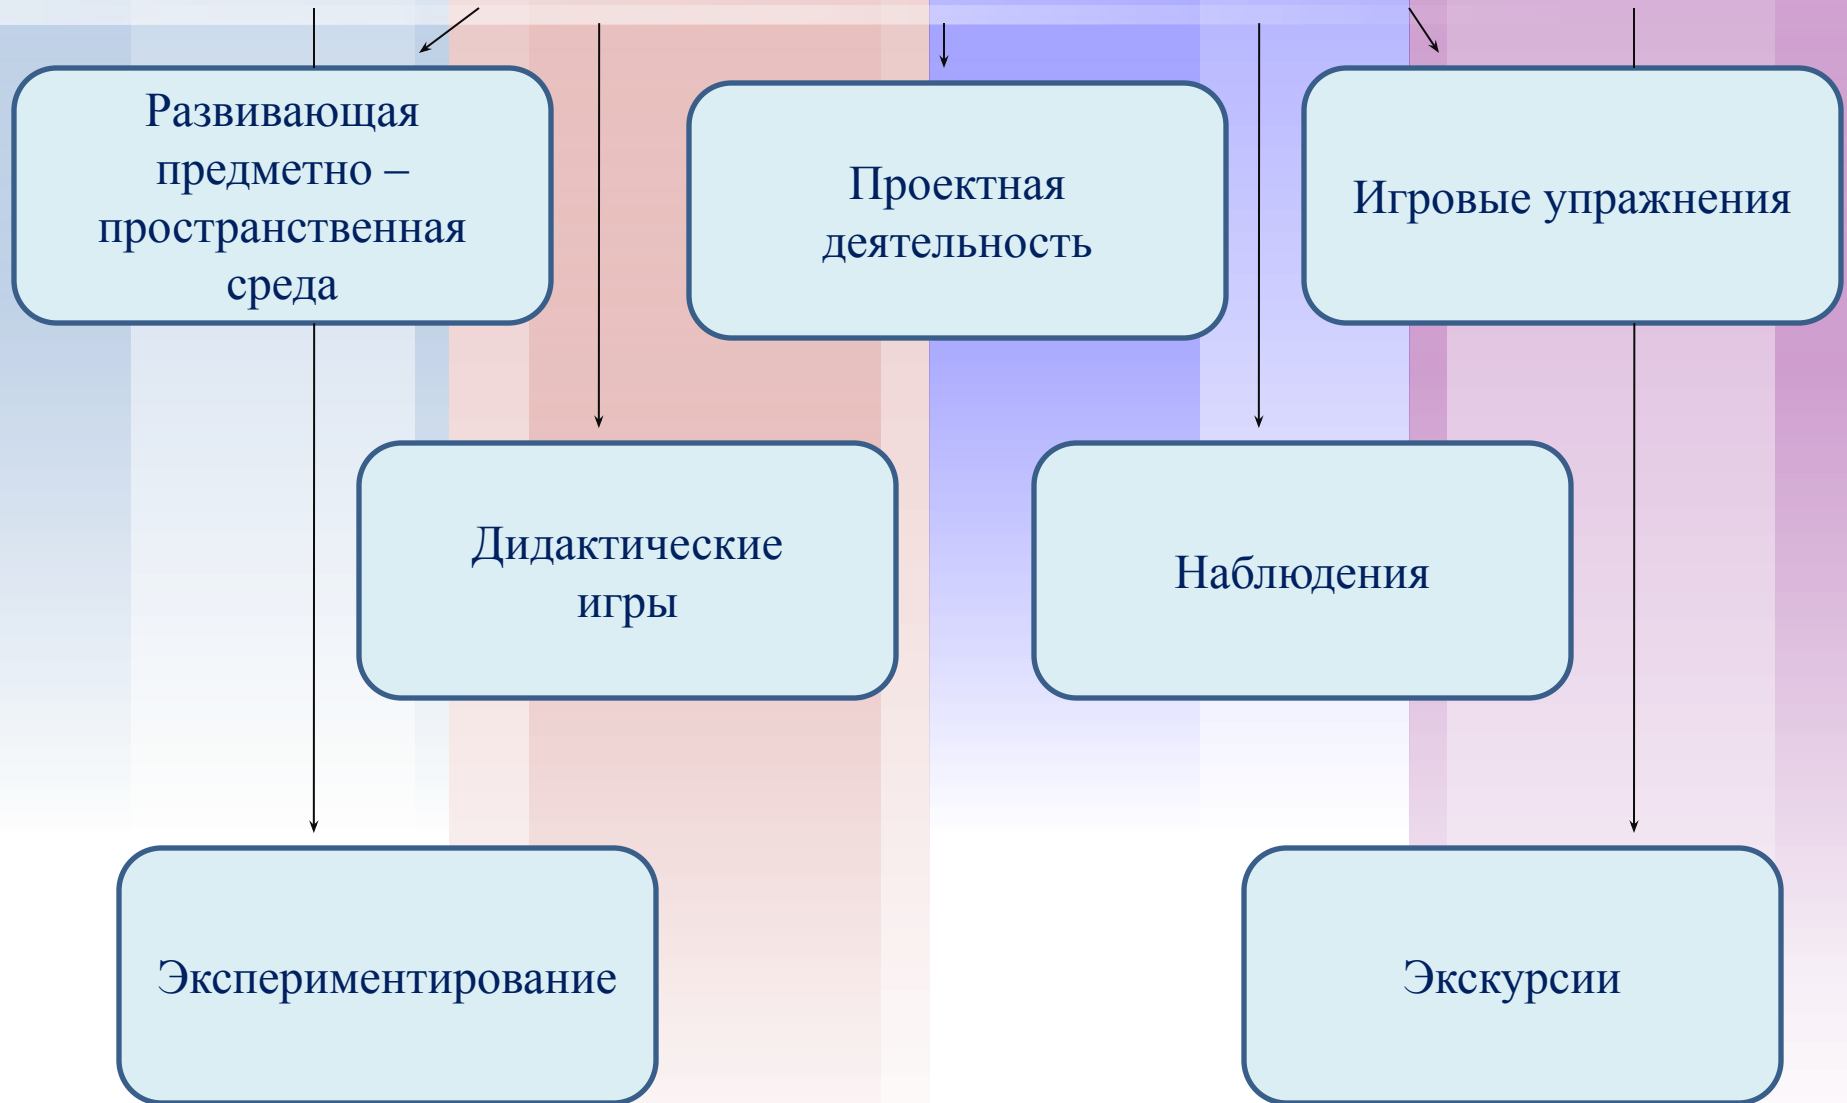 Развивающая
предметно –
пространственная
среда
Проектная
деятельность
Игровые упражнения
Дидактические
игры
Наблюдения
Экспериментирование
Экскурсии